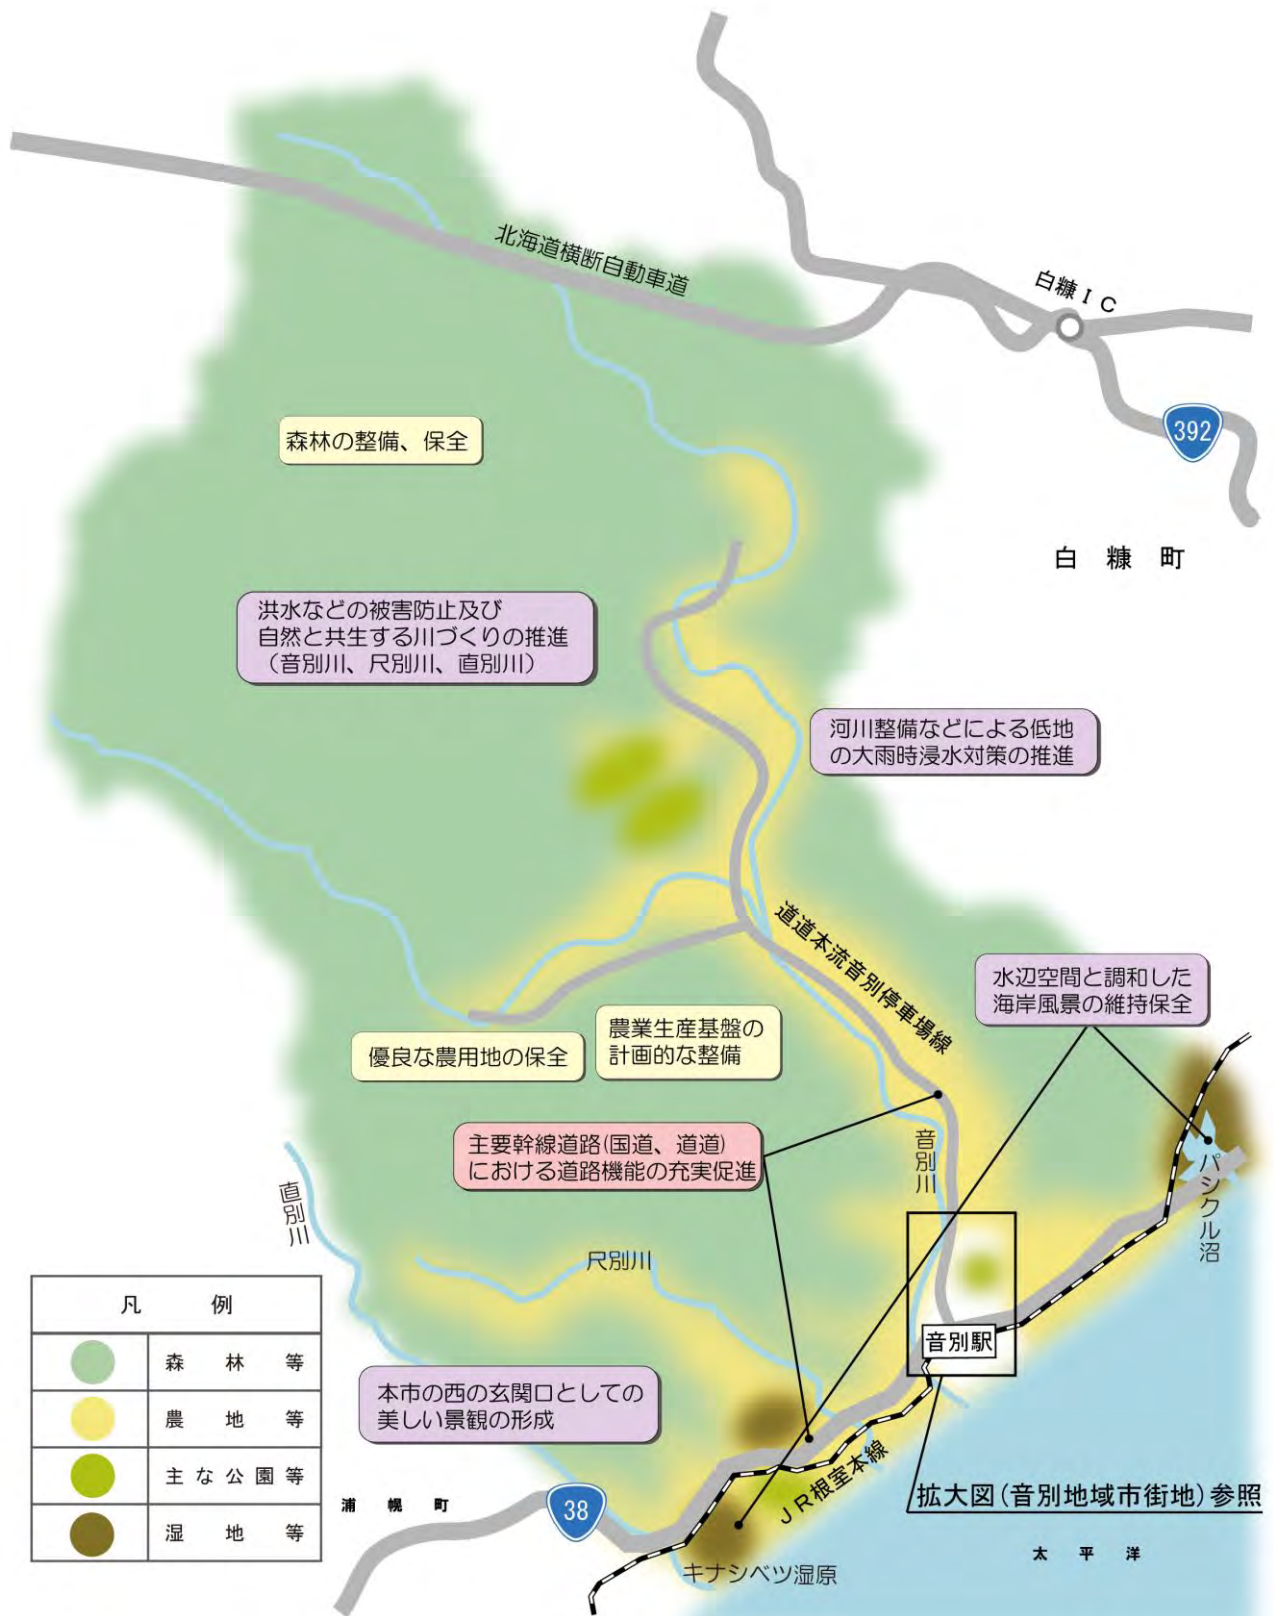 北海道横断自動車道
白糠IC
392
森林の整備、保全
白糠町
洪水などの被害防止及び
自然と共生する川づくりの推進
(音別川、尺別川、直別川)
河川整備などによる低地
の大雨時浸水対策の推進
道道本流音別停車場線
水辺空間と調和した
海岸風景の維持保全
農業生産基盤の
計画的な整備
優良な農用地の保全
主要幹線道路(国道、道道)
における道路機能の充実促進
音別川
パシクル沼
直別川
尺別川
凡例
森林等
農地等
主な公園等
湿地等
音別駅
本市の西の玄関口としての
美しい景観の形成
JR根室本線
拡大図(音別地域市街地)参照
浦幌町
38
太平洋
キナシベツ湿原